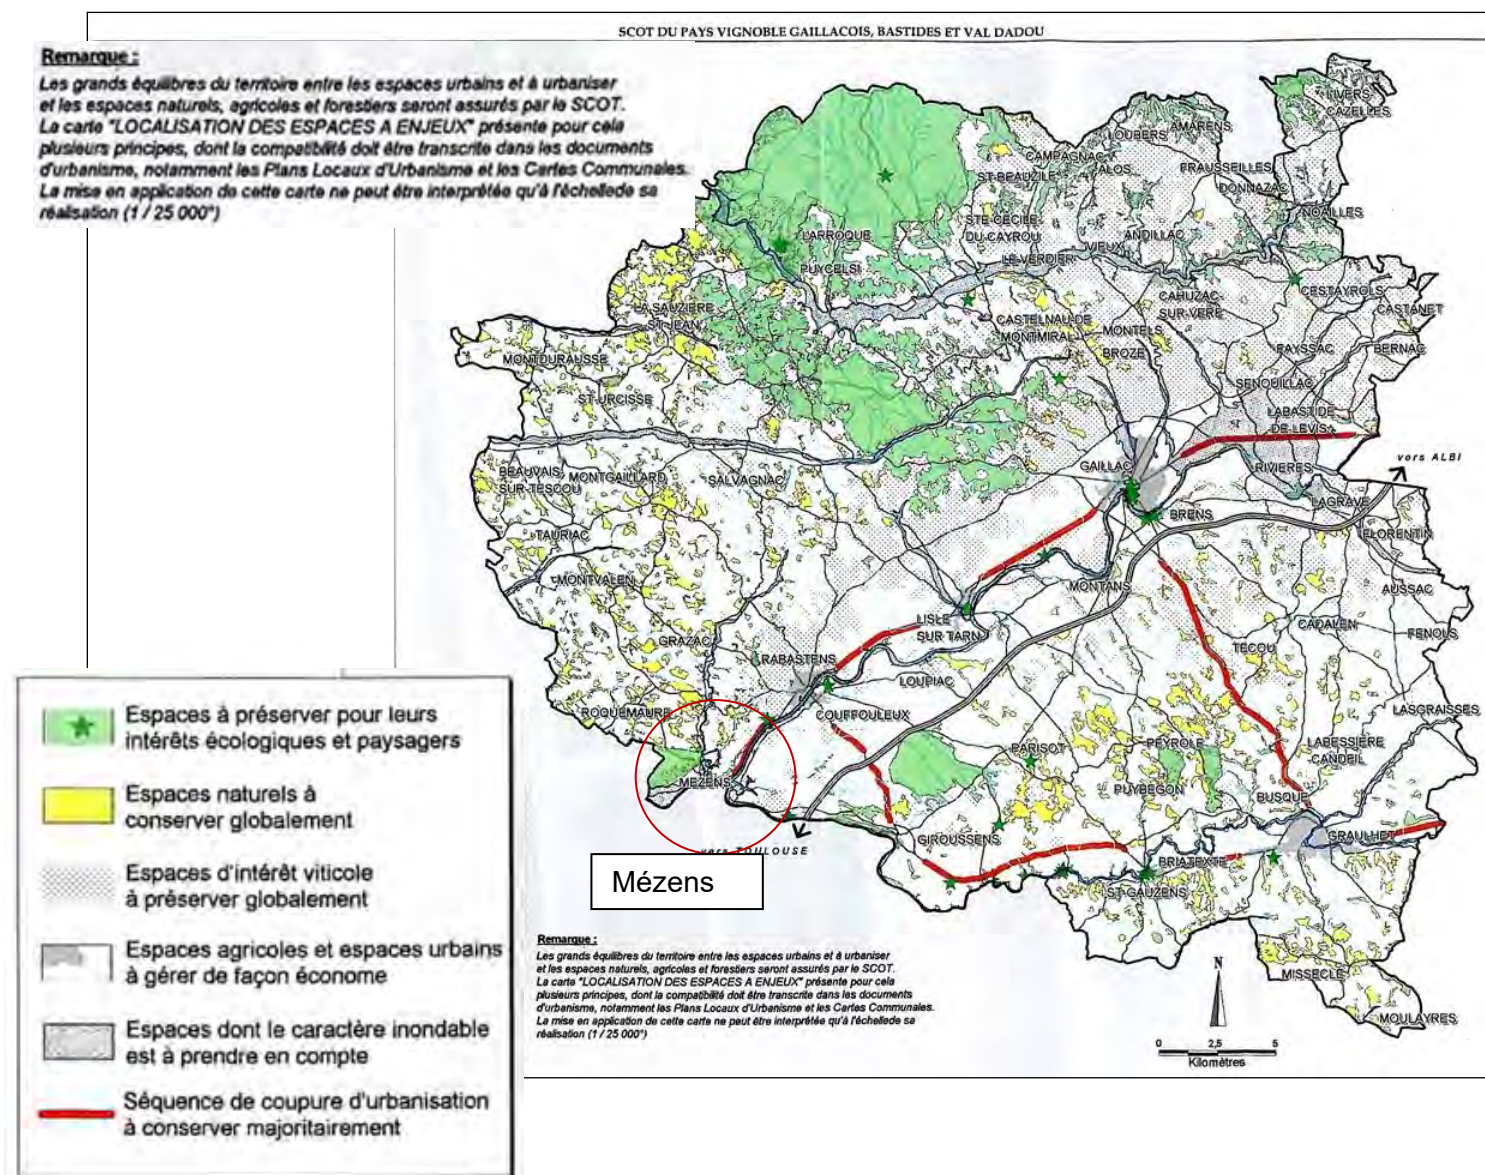 SCOT DU PAYS VIGNOBLE GAILLACOIS, BASTIDES ET VAL DADOU
Remarque :
Les grands équilibres du territoire entre les espaces urbains et à urbaniser
et les espaces naturels, agricoles et forestiers seront assurés par le SCOT.
La carte "LOCALISATION DES ESPACES A ENJEUX" présente pour cela
plusieurs principes, dont la compatibilité doit être transcrite dans les documents
d'urbanisme, notamment les Plans Locaux d'Urbanisme et les Cartes Communales.
La mise en application de cette carte ne peut être interprétée qu'à l'échellede sa
réalisation (1 / 25 000°)
LIVERS-
CAZELLES
AMARENS
LOUBERS
CAMPAGNAC
ALOS
FRAUSSEILLES
ST-BEAUZILE
DONNAZAC
NOAILLES
STE-CECILE-
DU-CAYROU
ANDILLAC
LARROQUE
VIEUX
LE-VERDIER
PUYCELSI
CESTAYROLS
CAHUZAC-
SUR-VERE
CASTANET
LA SAUZIERE
ST-JEAN
CASTELNAU-DE
MONTMIRAL
MONTELS
BROZE
FAYSSAC
BERNAC
MONTDURAUSSE
SENOUILLAC
ST-URCISSE
LABASTIDE
DE-LEVIS
GAILLAC
vers ALBI
RIVIERES
BEAUVAIS
SUR-TESCOU
MONTGAILLARD
SALVAGNAC
LAGRAVE
BRENS
FLORENTIN
TAURIAC
MONTVALEN
MONTANS
AUSSAC
LISLE
SUR TARN
CADALEN
FENOLS
GRAZAC
TECOU
RABASTENS
LOUPIAC
LASGRAISSES
ROQUEMAURE
COUFFOULEUX
PARISOT
PEYROLE
LABESSIERE
CANDEIL
MEZENS
PUYBEGON
BUSQUE
GIROUSSENS
GRAULHET
vers TOULOUSE
BRIATEXTE
ST-GAUZENS
MISSECLE
MOULAYRES
Mézens
Espaces à préserver pour leurs
intérêts écologiques et paysagers
Espaces naturels à
conserver globalement
Espaces d'intérêt viticole
à préserver globalement
Espaces agricoles et espaces urbains
à gérer de façon économe
Espaces dont le caractère inondable
est à prendre en compte
Séquence de coupure d'urbanisation
à conserver majoritairement
Remarque :
Les grands équilibres du territoire entre les espaces urbains et à urbaniser
et les espaces naturels, agricoles et forestiers seront assurés par le SCOT.
La carte "LOCALISATION DES ESPACES A ENJEUX" présente pour cela
plusieurs principes, dont la compatibilité doit être transcrite dans les documents
d'urbanisme, notamment les Plans Locaux d'Urbanisme et les Cartes Communales.
La mise en application de cette carte ne peut être interprétée qu'à l'échellede sa
réalisation (1 / 25 000°)
N
0 2,5 5
Kilomètres